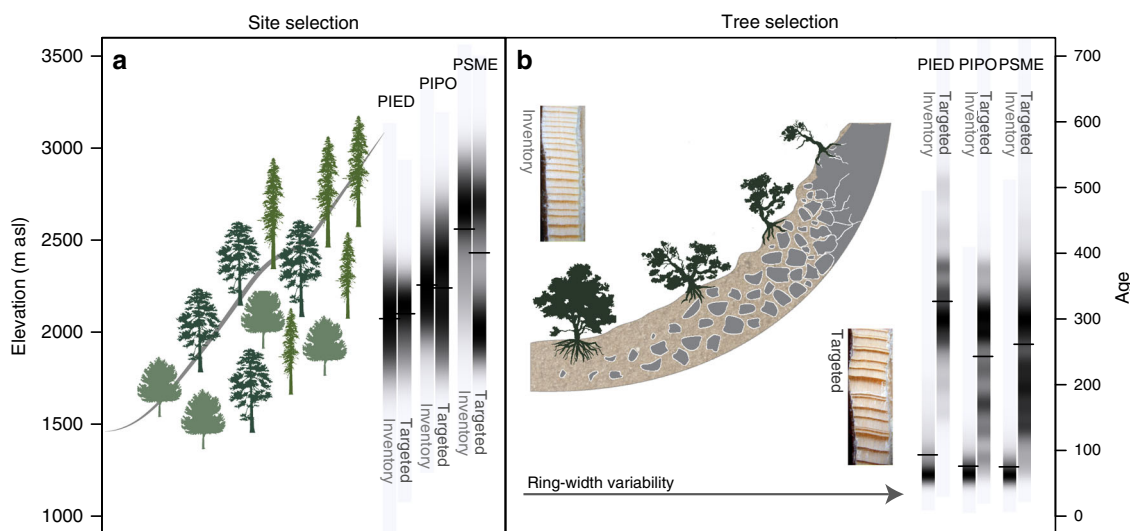 Site selection
Tree selection
Elevation (m asl)
3500
3000
2500
2000
1500
1000
a
PIED
PIPO
PSME
Inventory
Targeted
Inventory
Targeted
Inventory
Targeted
b
Inventory
Targeted
Ring-width variability
PIED
PIPO
PSME
Inventory
Targeted
Inventory
Targeted
Inventory
Targeted
700
600
500
400
300
200
100
0
Age